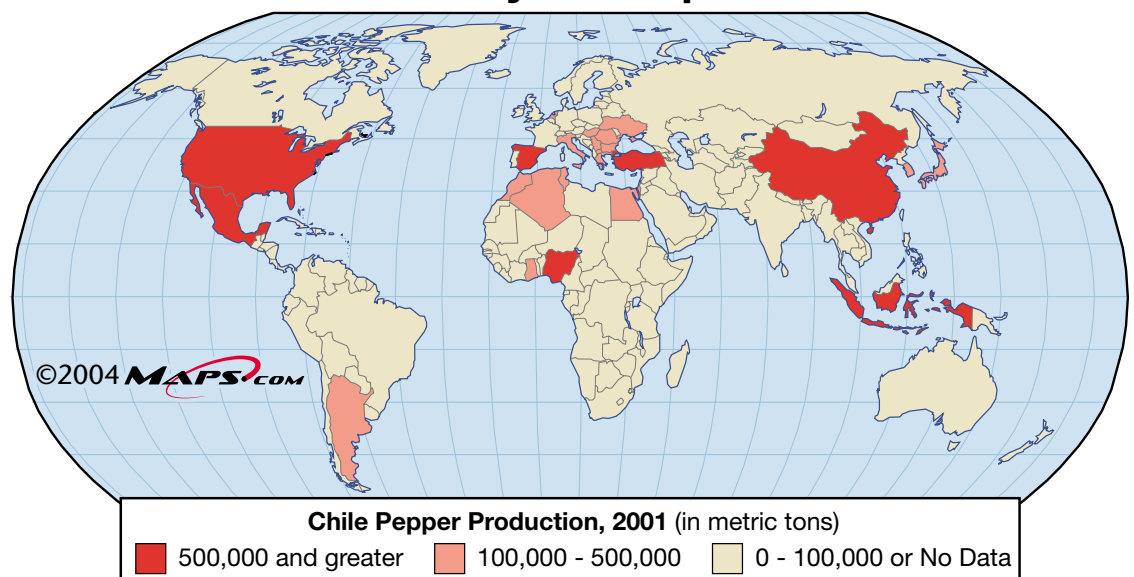 ©2004 MAPS.COM
Chile Pepper Production, 2001 (in metric tons)
500,000 and greater
100,000 - 500,000
0 - 100,000 or No Data